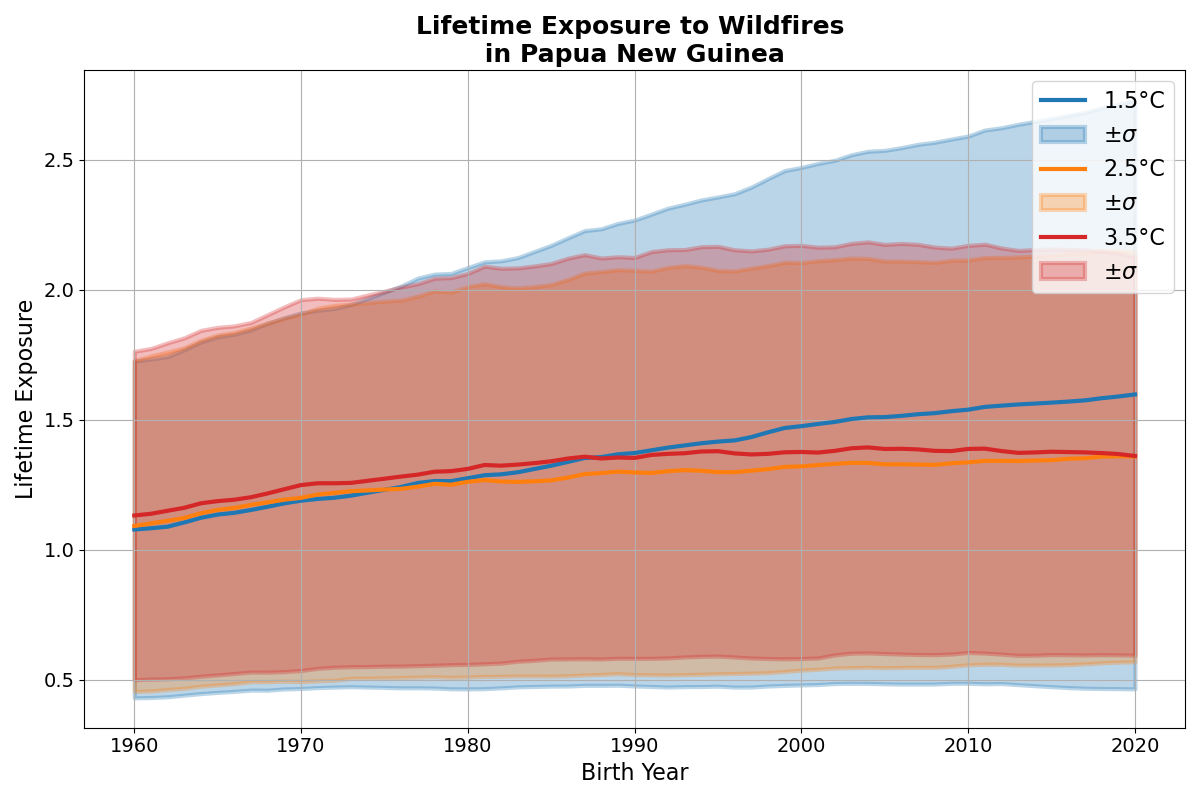 Lifetime Exposure to Wildfires
in Papua New Guinea
Lifetime Exposure
2.5
2.0
1.5
1.0
0.5
1960 1970 1980 1990 2000 2010 2020
Birth Year
1.5°C
±σ
2.5°C
±σ
3.5°C
±σ